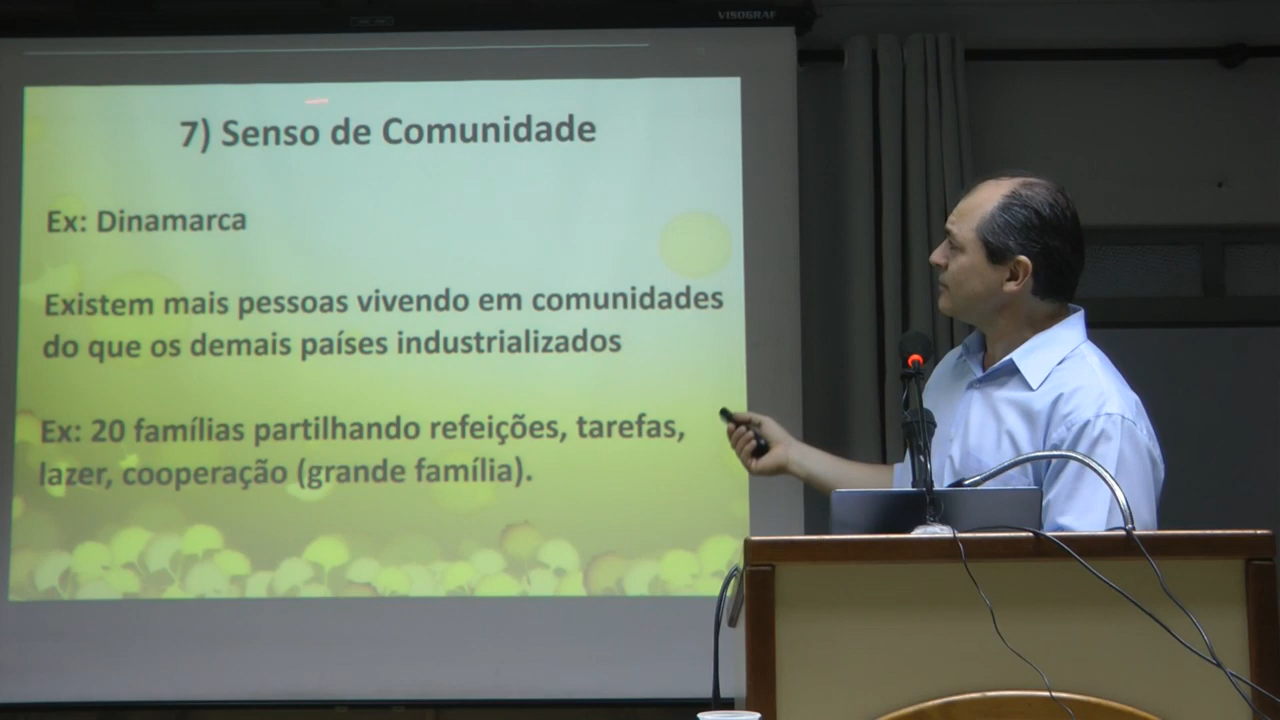 VISOGRAF
7) Senso de Comunidade
Ex: Dinamarca
Existem mais pessoas vivendo em comunidades
do que os demais países industrializados
Ex: 20 famílias partilhando refeições, tarefas,
lazer, cooperação (grande família).